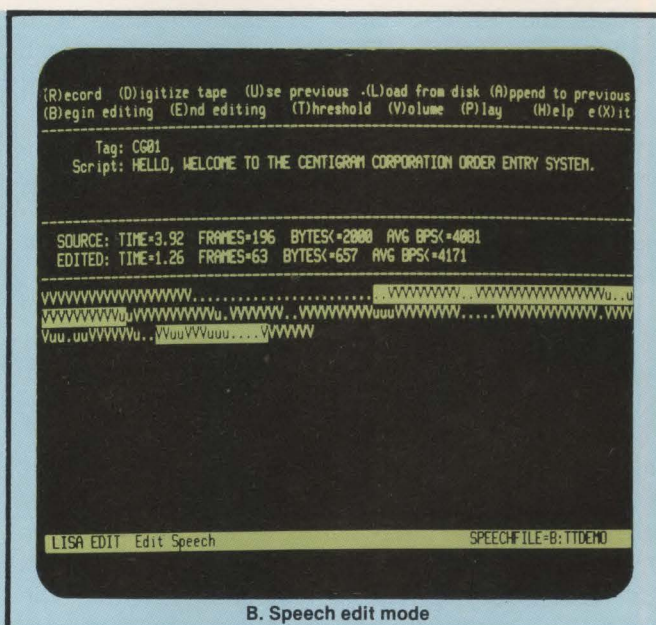 (R)ecord (D)igitize tape (U)se previous .(L)oad from disk (A)ppend to previous
(B)egin editing (E)nd editing (T)hreshold (V)olume (P)lay (H)elp e(X)it
Tag: CG01
Script: HELLO, WELCOME TO THE CENTIGRAM CORPORATION ORDER ENTRY SYSTEM.
SOURCE: TIME=3.92 FRAMES=196 BYTES<=2000 AVG BPS<=4081
EDITED: TIME=1.26 FRAMES=63 BYTES<=657 AVG BPS<=4171
LISA EDIT Edit Speech SPEECHFILE=B:TTDEMO
B. Speech edit mode